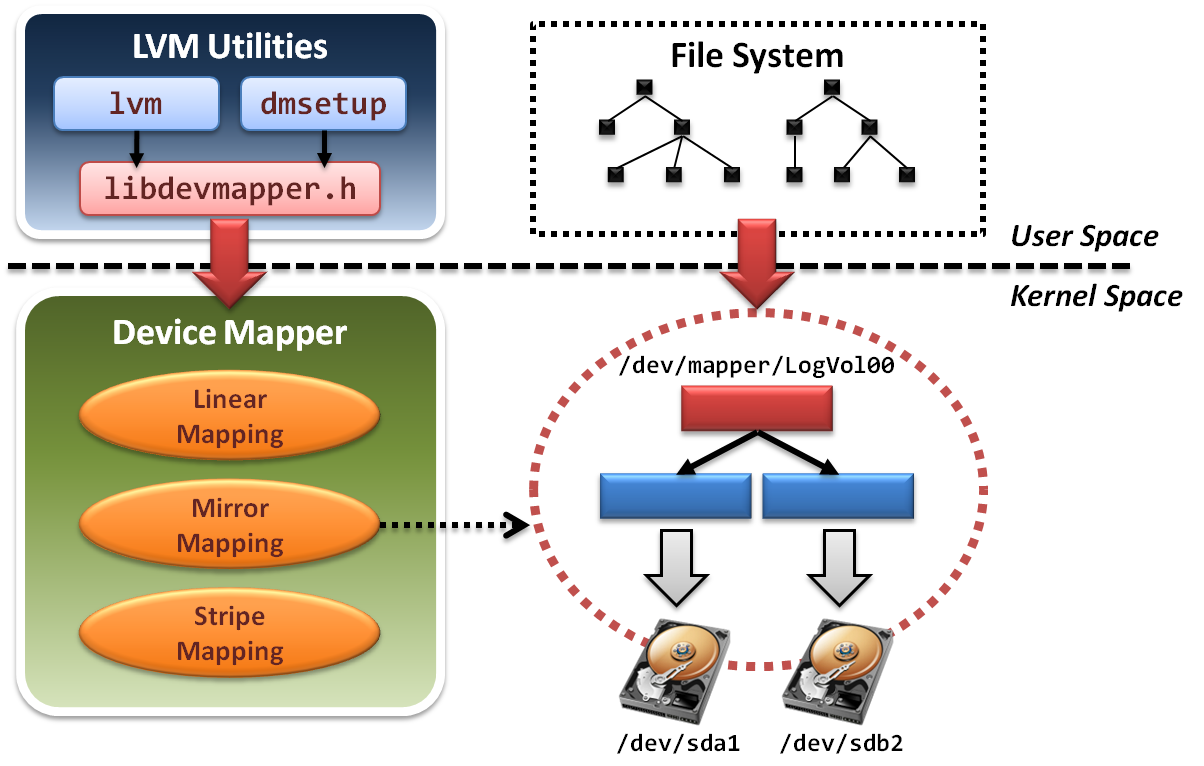 LVM Utilities
lvm
dmsetup
libdevmapper.h
File System
User Space
Kernel Space
Device Mapper
Linear
Mapping
Mirror
Mapping
Stripe
Mapping
/dev/mapper/LogVol00
/dev/sda1
/dev/sdb2